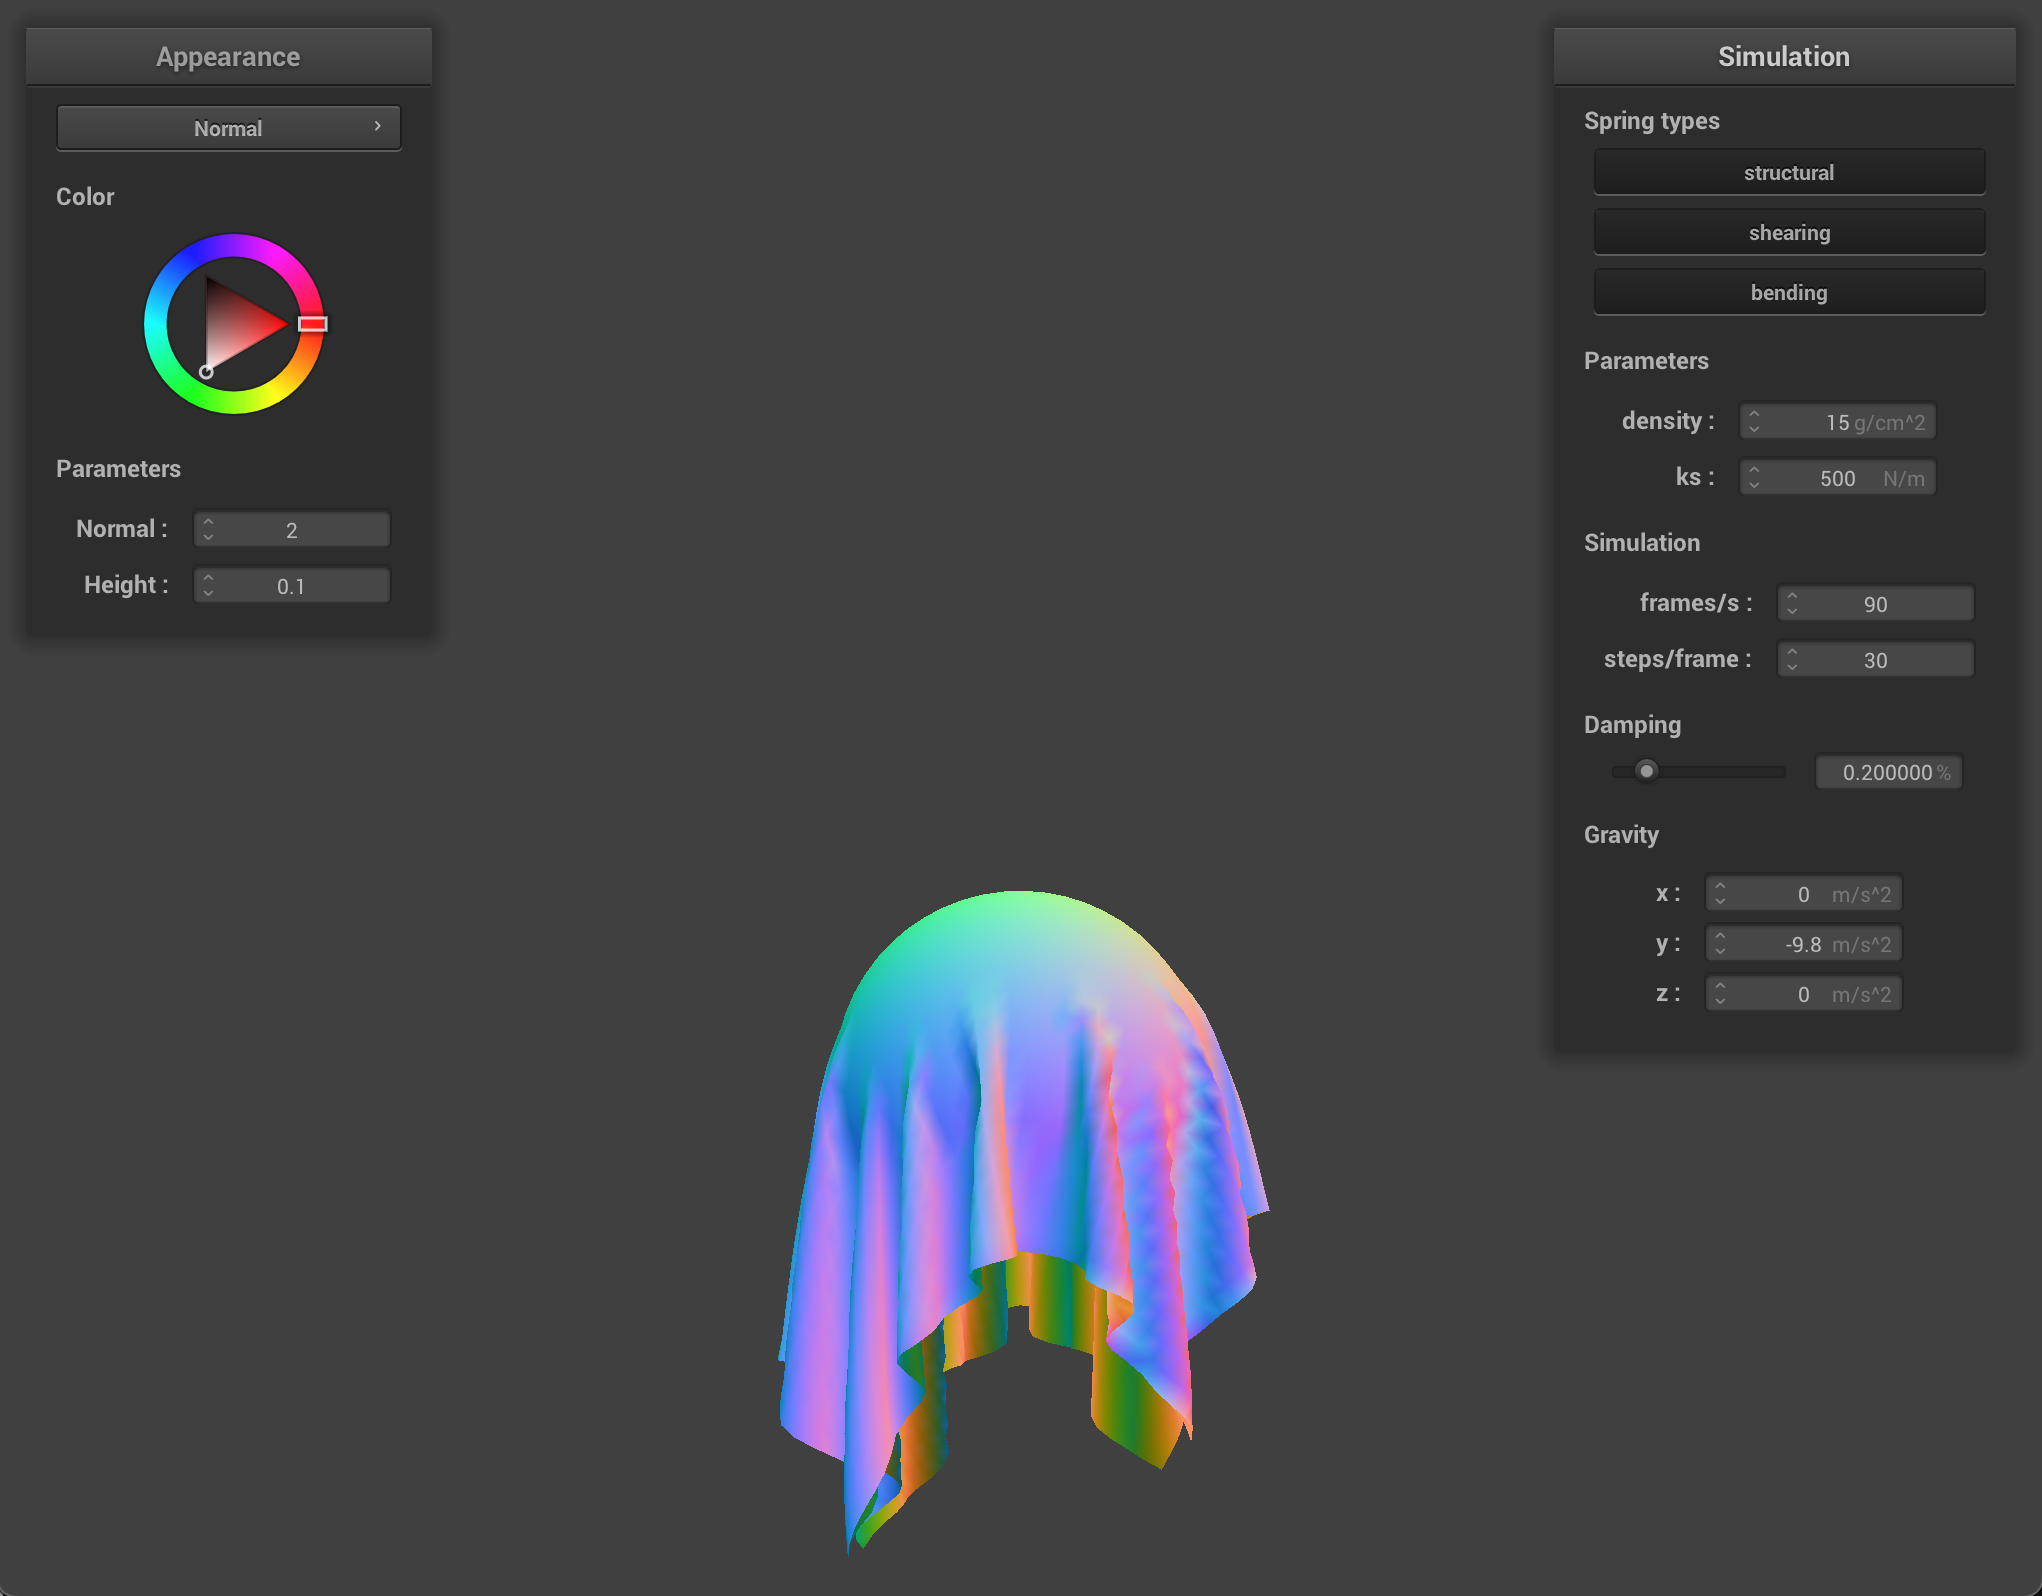 Appearance
Normal
Color
Parameters
Normal : 2
Height : 0.1
Simulation
Spring types
structural
shearing
bending
Parameters
density : 15 g/cm^2
ks : 500 N/m
Simulation
frames/s : 90
steps/frame : 30
Damping
0.200000 %
Gravity
x : 0 m/s^2
y : -9.8 m/s^2
z : 0 m/s^2